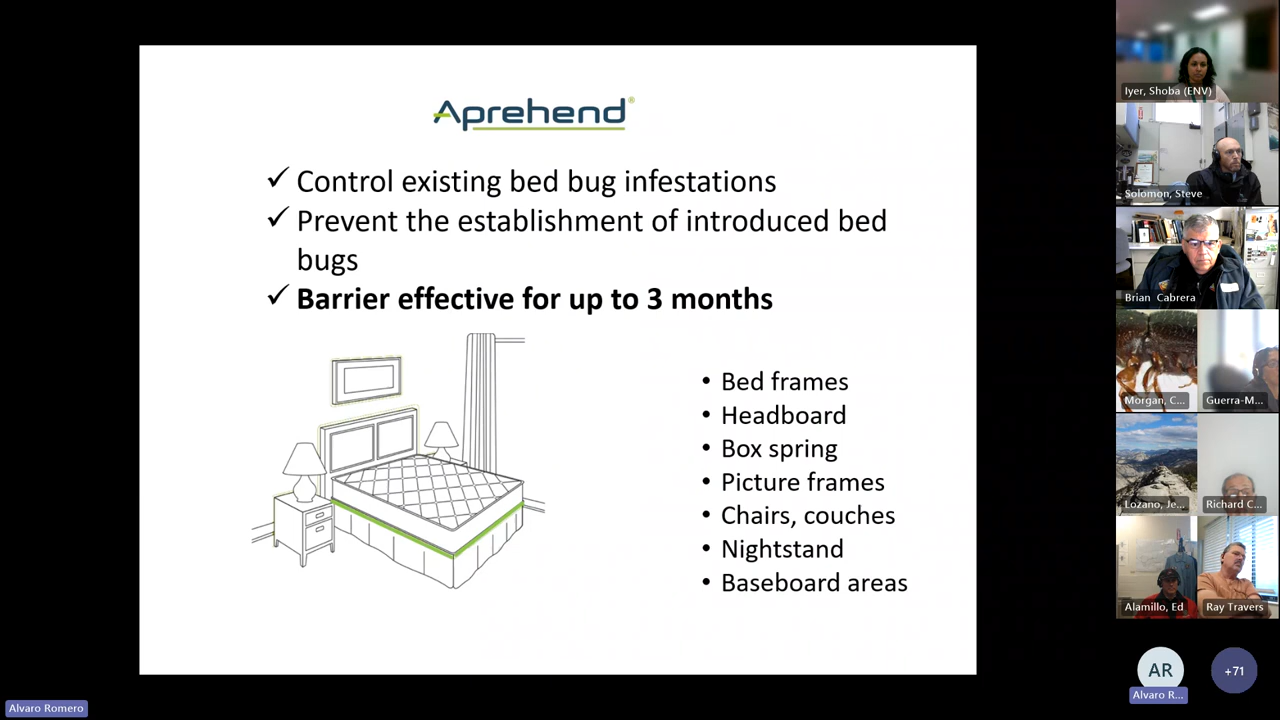 Aprehend®
✓ Control existing bed bug infestations
✓ Prevent the establishment of introduced bed
bugs
✓ Barrier effective for up to 3 months
• Bed frames
• Headboard
• Box spring
• Picture frames
• Chairs, couches
• Nightstand
• Baseboard areas
Iyer, Shoba (ENV)
Solomon, Steve
Brian Cabrera
Morgan, C...
Guerra-M...
Lozano, Je...
Richard C...
Alamillo, Ed
Ray Travers
AR
+71
Alvaro R...
Alvaro Romero